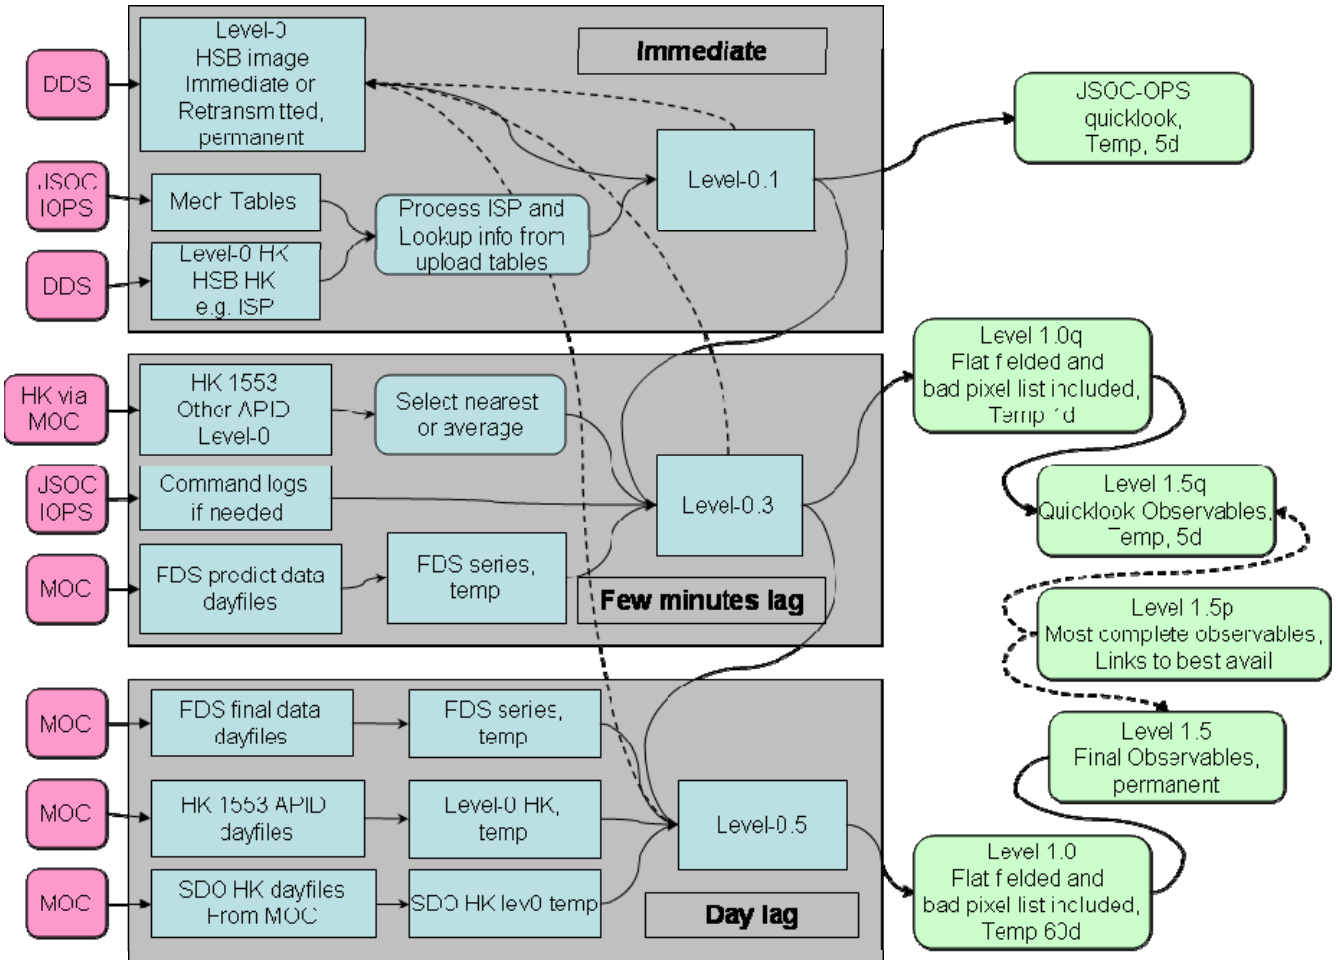 Immediate
DDS
Level-0
HSB image
Immediate or
Retransmitted,
permanent
JSOC
IOPS
Mech Tables
DDS
Level-0 HK
HSB HK
e.g. ISP
Process ISP and
Lookup info from
upload tables
Level-0.1
JSOC-OPS
quicklook,
Temp, 5d
HK via
MOC
HK 1553
Other APID
Level-0
Select nearest
or average
JSOC
IOPS
Command logs
if needed
MOC
FDS predict data
dayfiles
FDS series,
temp
Level-0.3
Few minutes lag
Level 1.0q
Flat fielded and
bad pixel list included,
Temp 1d
Level 1.5q
Quicklook Observables,
Temp, 5d
Level 1.5p
Most complete observables,
Links to best avail
MOC
FDS final data
dayfiles
FDS series,
temp
MOC
HK 1553 APID
dayfiles
Level-0 HK,
temp
MOC
SDO HK dayfiles
From MOC
SDO HK lev0 temp
Level-0.5
Day lag
Level 1.5
Final Observables,
permanent
Level 1.0
Flat fielded and
bad pixel list included,
Temp 60d